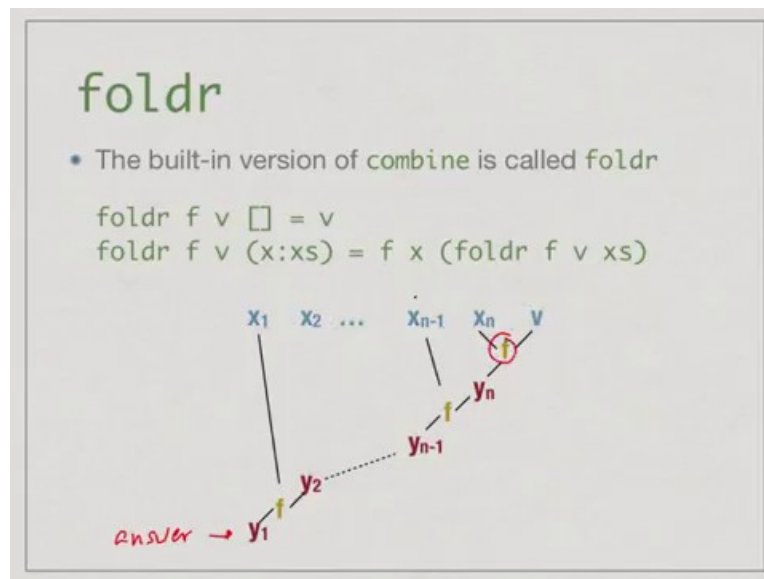 foldr
• The built-in version of combine is called foldr
foldr f v [] = v
foldr f v (x:xs) = f x (foldr f v xs)
x1 x2 ... xn-1 xn v
f
yn
f
yn-1
y2
f
answer → y1